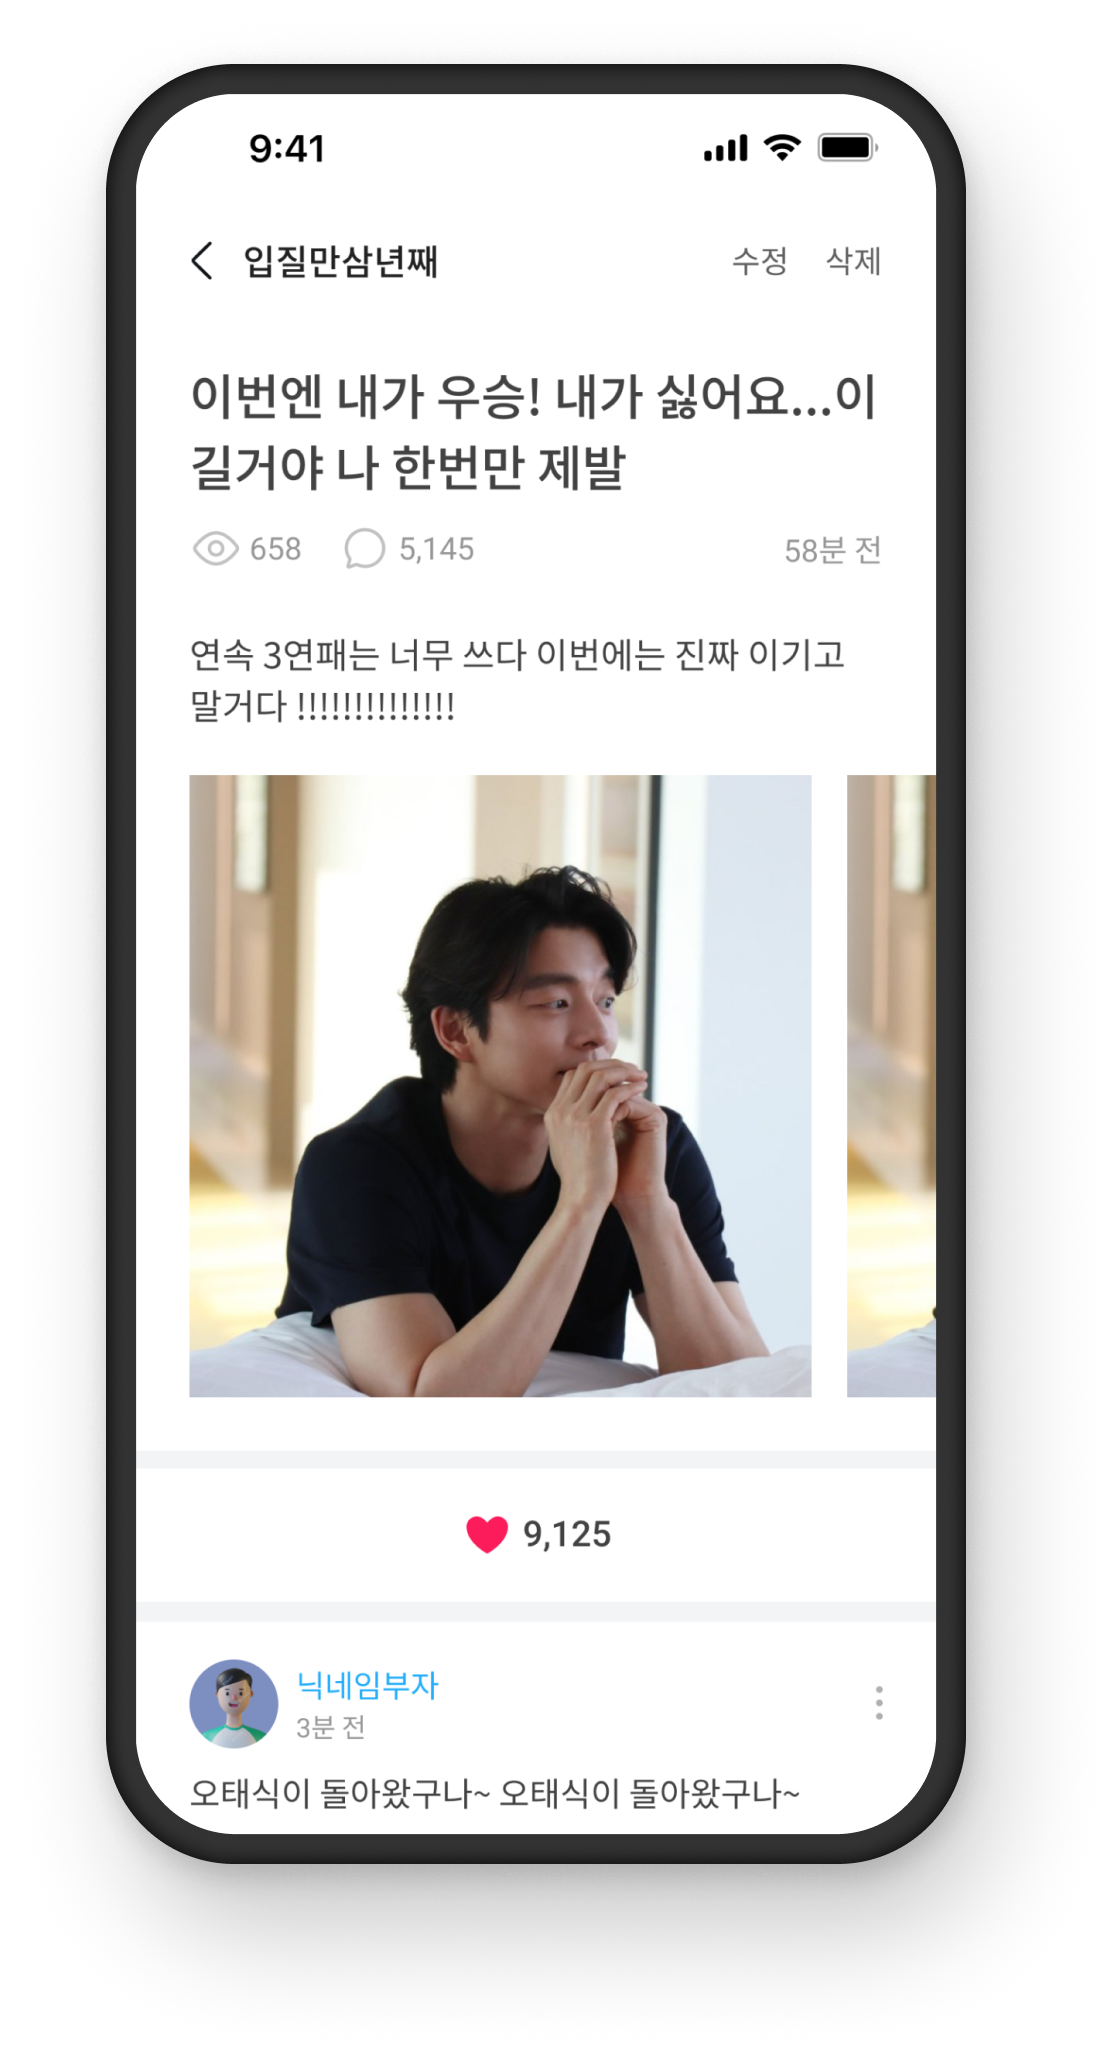 9:41
입질만삼년째
수정 삭제
이번엔 내가 우승! 내가 싫어요...이
길거야 나 한번만 제발
658 5,145 58분 전
연속 3연패는 너무 쓰다 이번에는 진짜 이기고
말거다 !!!!!!!!!!!!!!
9,125
닉네임부자
3분 전
오태식이 돌아왔구나~ 오태식이 돌아왔구나~